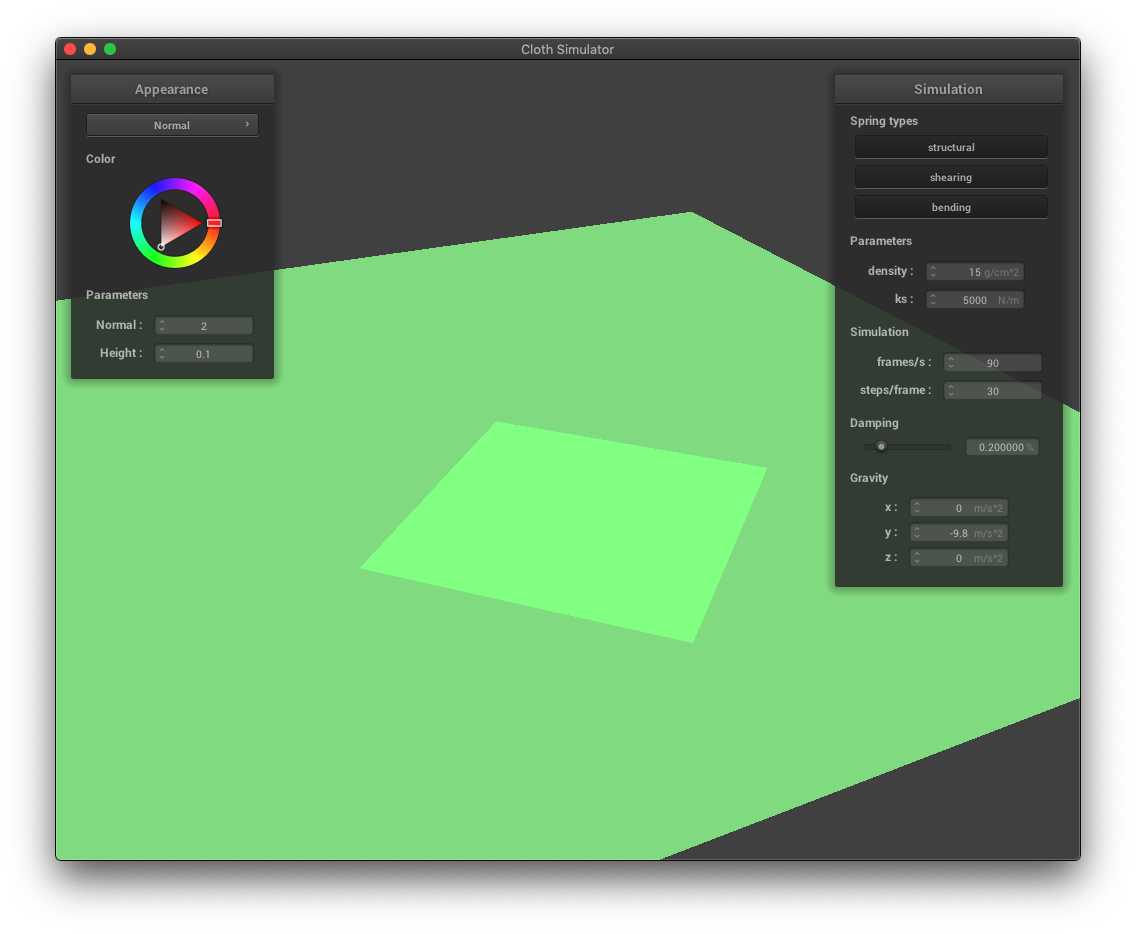 Cloth Simulator
Appearance
Normal ›
Color
Parameters
Normal : 2
Height : 0.1
Simulation
Spring types
structural
shearing
bending
Parameters
density : 15 g/cm^2
ks : 5000 N/m
Simulation
frames/s : 90
steps/frame : 30
Damping
0.200000 %
Gravity
x : 0 m/s^2
y : -9.8 m/s^2
z : 0 m/s^2